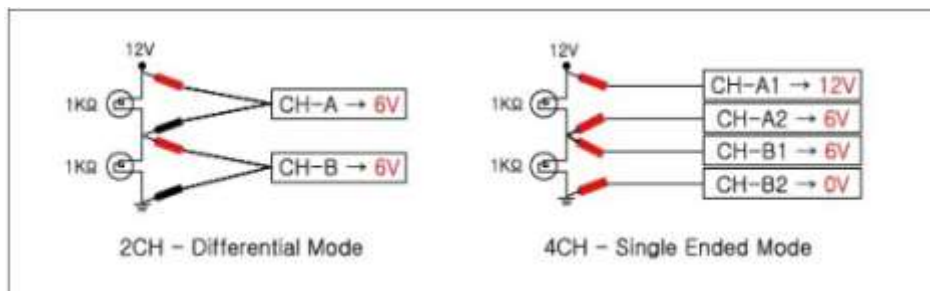 12V
1KΩ
CH-A → 6V
1KΩ
CH-B → 6V
2CH - Differential Mode
12V
1KΩ
CH-A1 → 12V
CH-A2 → 6V
1KΩ
CH-B1 → 6V
CH-B2 → 0V
4CH - Single Ended Mode